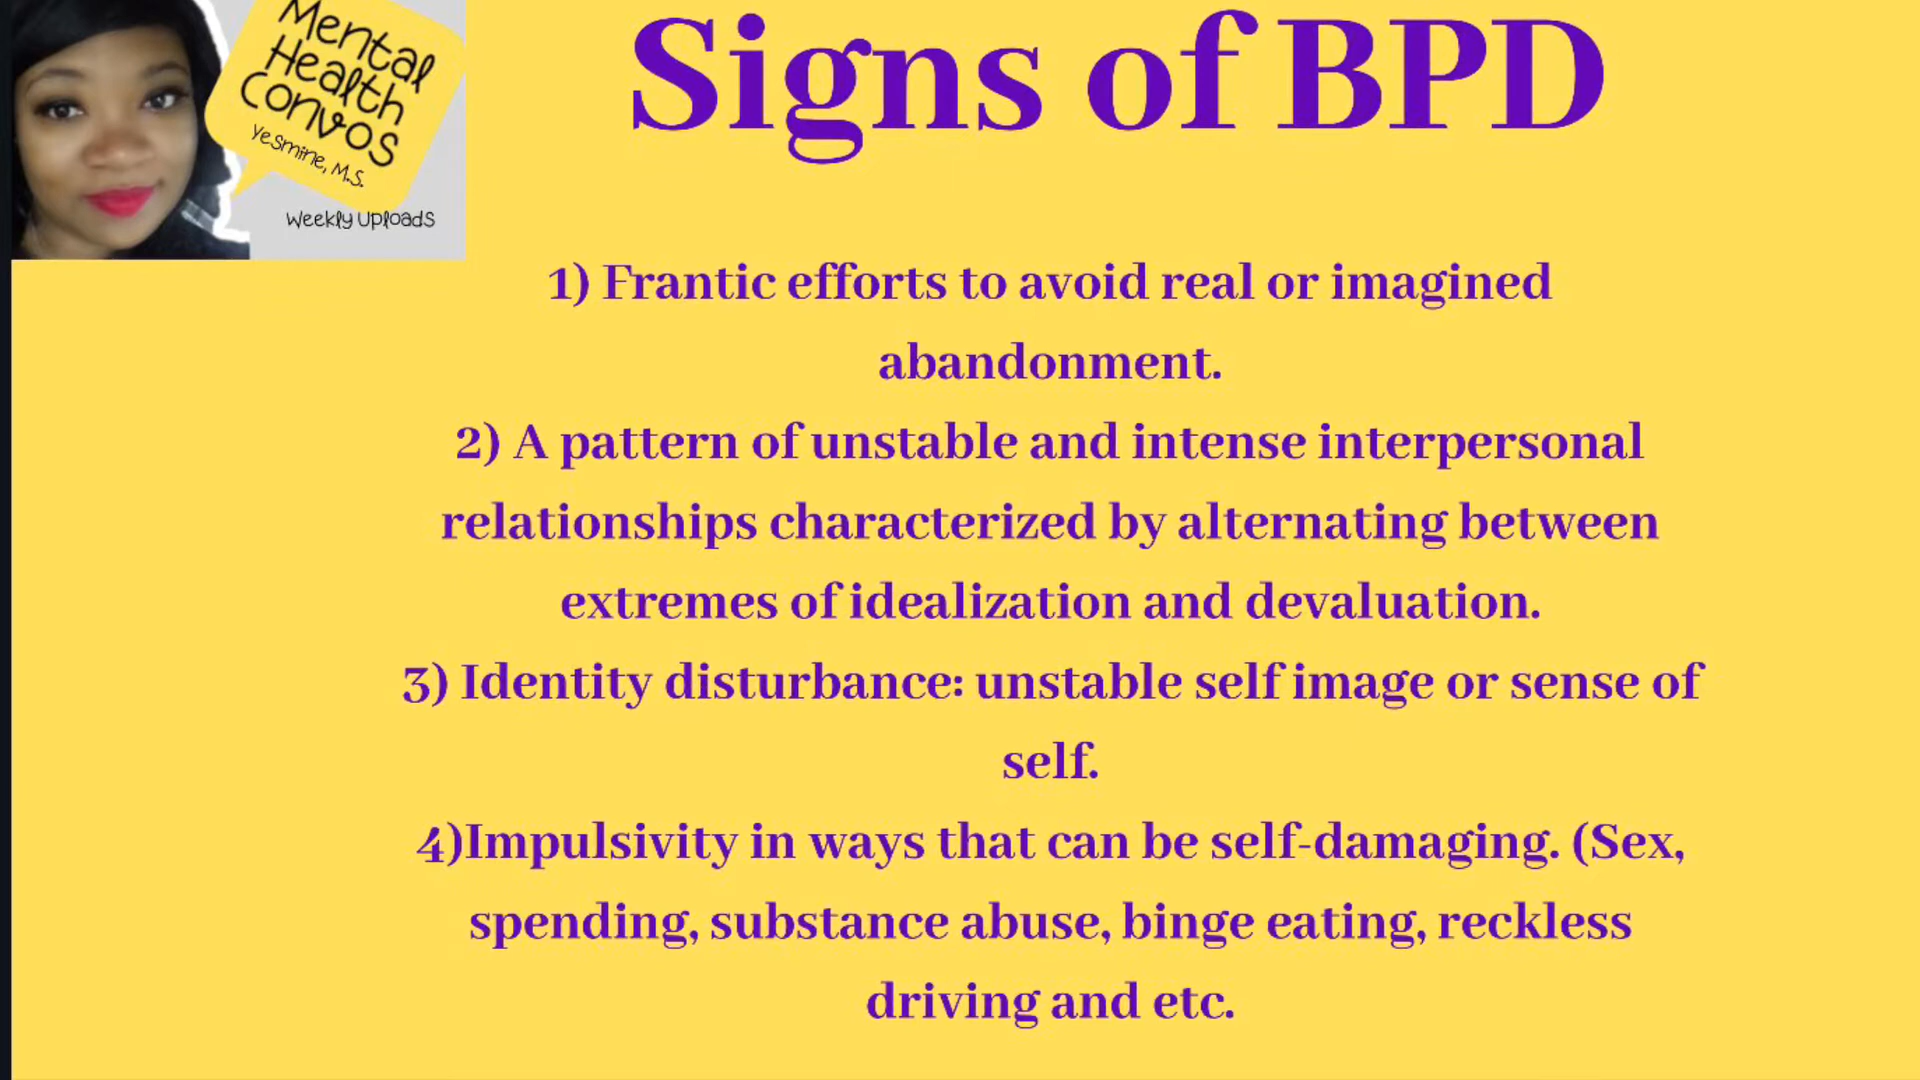 Mental
Health
Convos
Yesmine, M.S.
Weekly Uploads
Signs of BPD
1) Frantic efforts to avoid real or imagined
abandonment.
2) A pattern of unstable and intense interpersonal
relationships characterized by alternating between
extremes of idealization and devaluation.
3) Identity disturbance: unstable self image or sense of
self.
4)Impulsivity in ways that can be self-damaging. (Sex,
spending, substance abuse, binge eating, reckless
driving and etc.